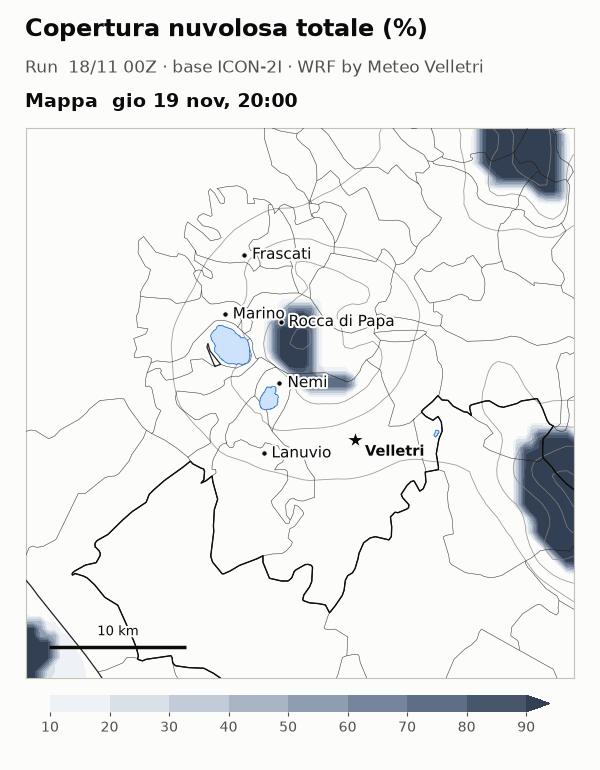 Copertura nuvolosa totale (%)
Run  18/11 00Z · base ICON-2I · WRF by Meteo Velletri
Mappa  gio 19 nov, 20:00
Frascati
Marino
Rocca di Papa
Nemi
Velletri
Lanuvio
10 km
10 20 30 40 50 60 70 80 90